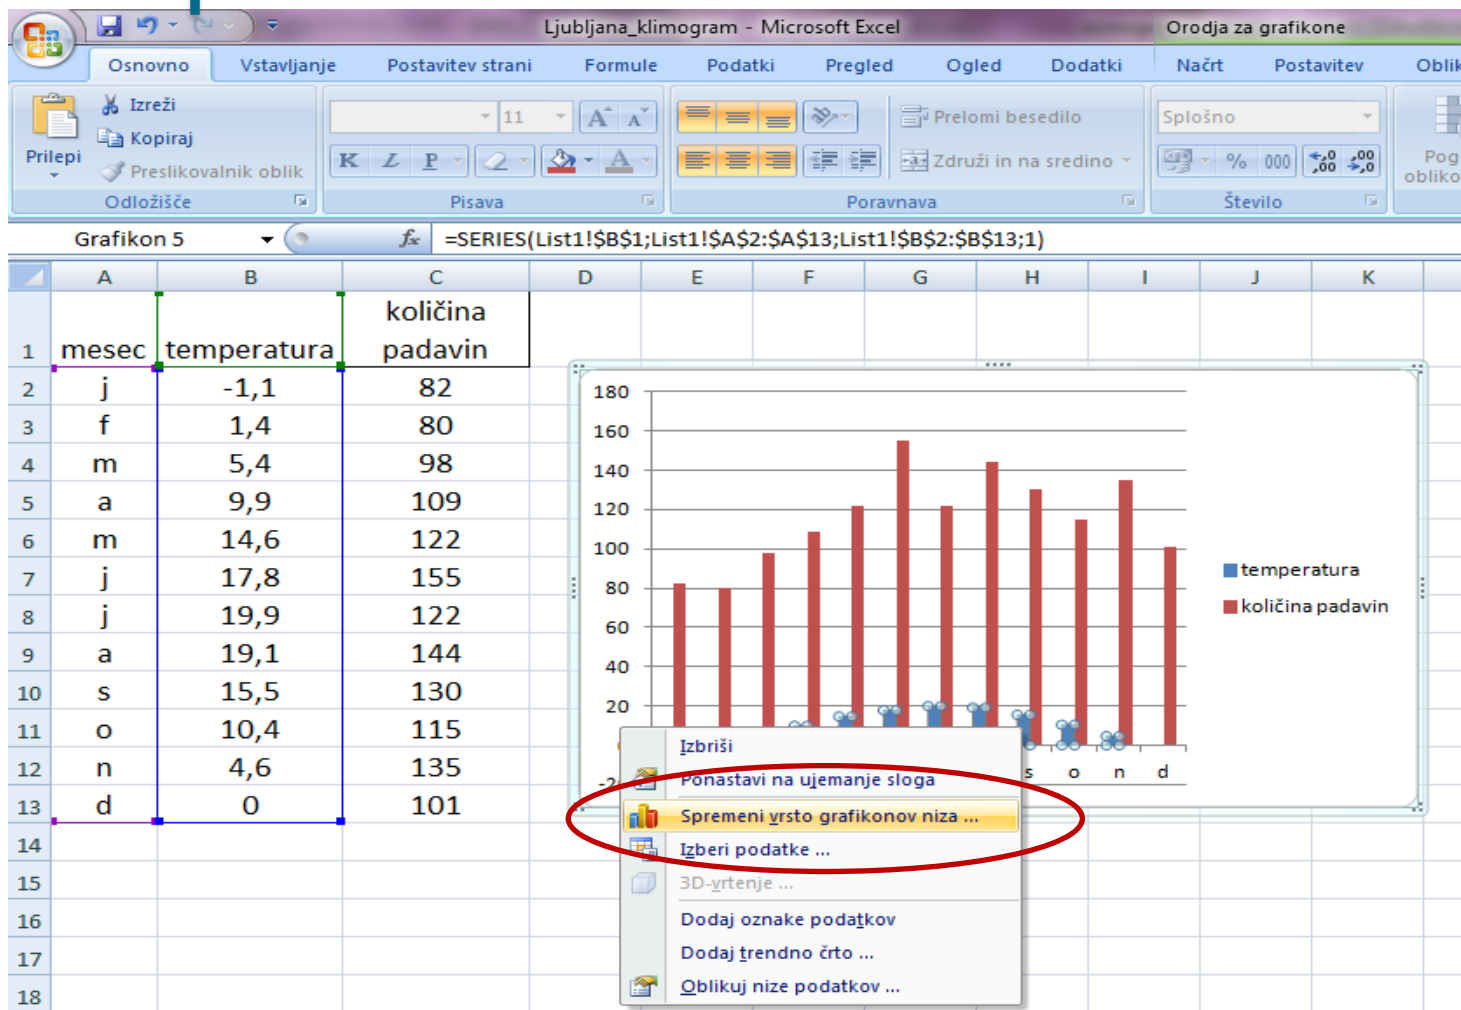 Ljubljana_klimogram - Microsoft Excel
Orodja za grafikone
Osnovno Vstavljanje Postavitev strani Formule Podatki Pregled Ogled Dodatki Načrt Postavitev Oblik
Prilepi
Izreži
Kopiraj
Preslikovalnik oblik
Odložišče
11 A A
K L P A
Pisava
Prelomi besedilo
Združi in na sredino
Poravnava
Splošno
% 000 ,00 ,0
Število
Pog
obliko
Grafikon 5 fx =SERIES(List1!$B$1;List1!$A$2:$A$13;List1!$B$2:$B$13;1)
A B C D E F G H I J K
1 mesec temperatura količina padavin
2 j -1,1 82
3 f 1,4 80
4 m 5,4 98
5 a 9,9 109
6 m 14,6 122
7 j 17,8 155
8 j 19,9 122
9 a 19,1 144
10 s 15,5 130
11 o 10,4 115
12 n 4,6 135
13 d 0 101
14
15
16
17
18
180
160
140
120
100
80
60
40
20
s o n d
temperatura
količina padavin
Izbriši
Ponastavi na ujemanje sloga
Spremeni vrsto grafikonov niza ...
Izberi podatke ...
3D-vrtenje ...
Dodaj oznake podatkov
Dodaj trendno črto ...
Oblikuj nize podatkov ...